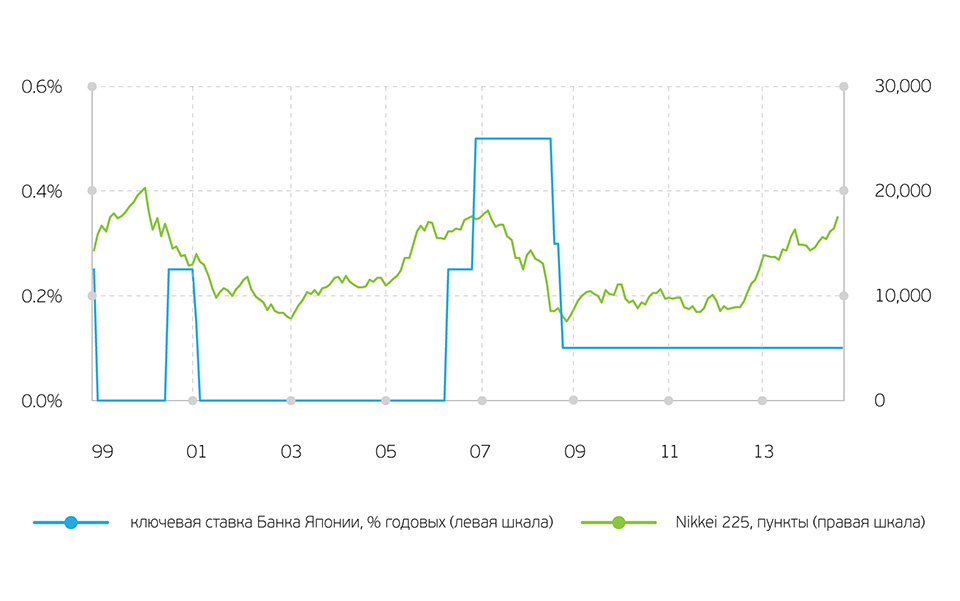 0.6% 30,000
0.4% 20,000
0.2% 10,000
0.0% 0
99 01 03 05 07 09 11 13
ключевая ставка Банка Японии, % годовых (левая шкала) Nikkei 225, пункты (правая шкала)